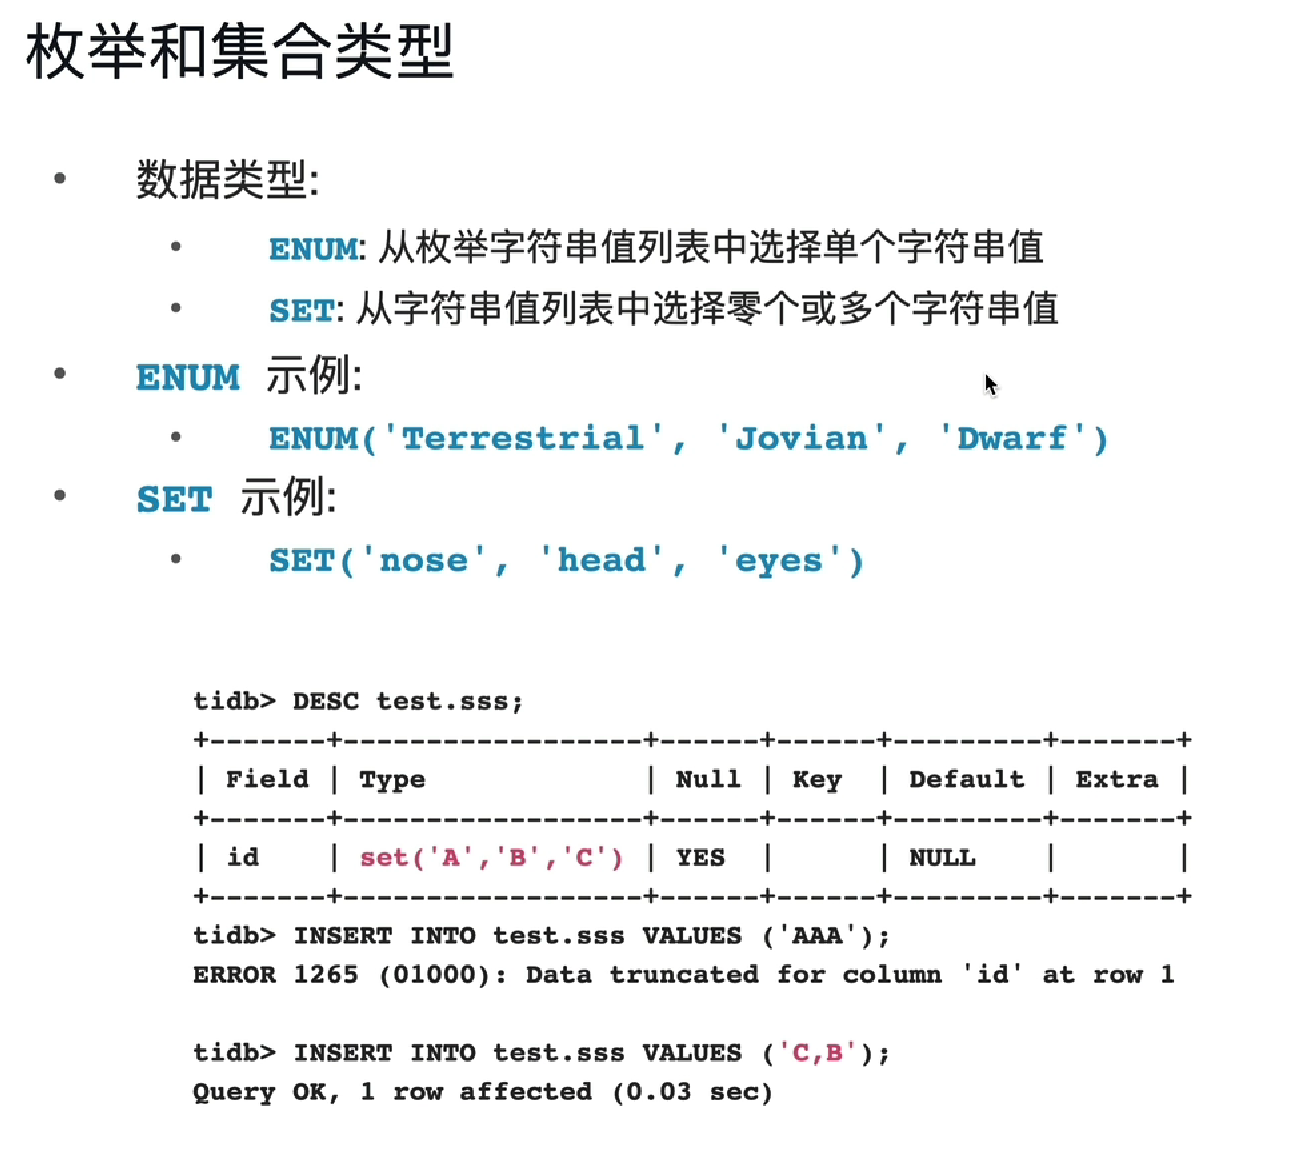 枚举和集合类型
• 数据类型:
• ENUM: 从枚举字符串值列表中选择单个字符串值
• SET: 从字符串值列表中选择零个或多个字符串值
• ENUM 示例:
• ENUM('Terrestrial', 'Jovian', 'Dwarf')
• SET 示例:
• SET('nose', 'head', 'eyes')
tidb> DESC test.sss;
+-------+------------------+------+------+---------+-------+
| Field | Type             | Null | Key  | Default | Extra |
+-------+------------------+------+------+---------+-------+
| id    | set('A','B','C') | YES  |      | NULL    |       |
+-------+------------------+------+------+---------+-------+
tidb> INSERT INTO test.sss VALUES ('AAA');
ERROR 1265 (01000): Data truncated for column 'id' at row 1
tidb> INSERT INTO test.sss VALUES ('C,B');
Query OK, 1 row affected (0.03 sec)